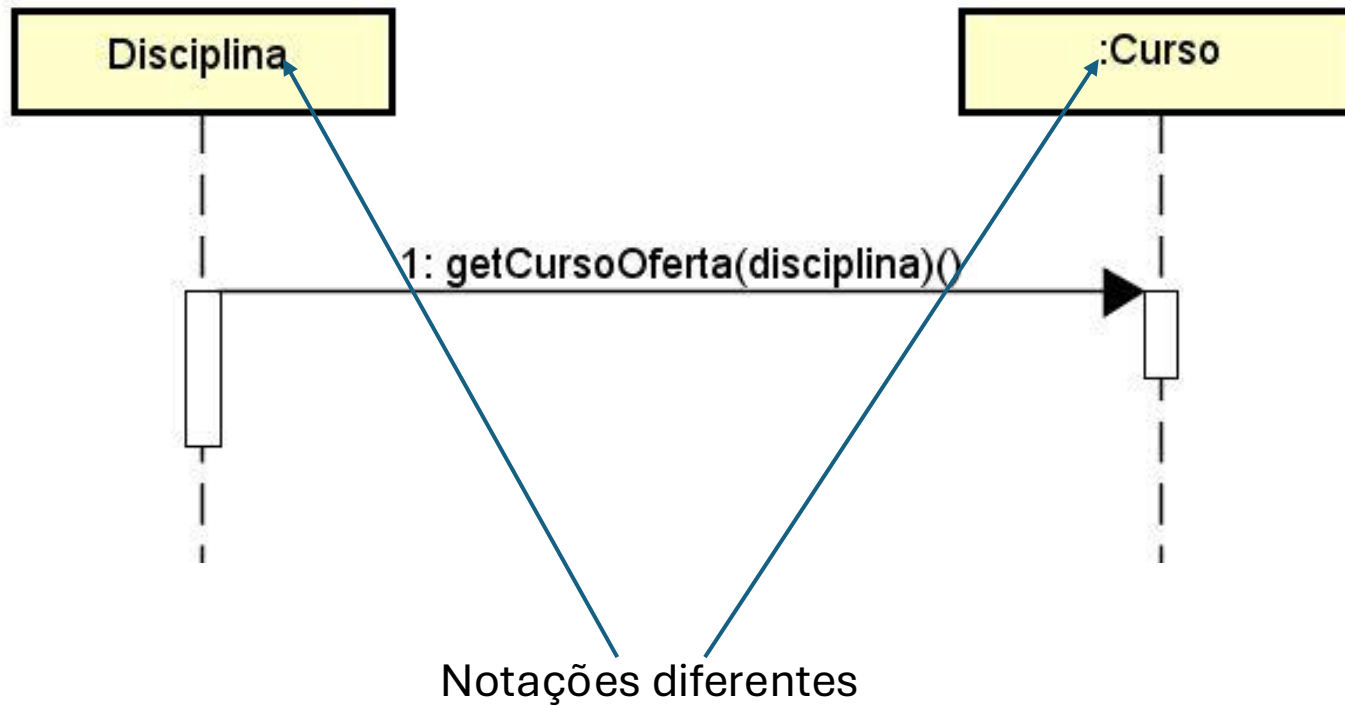 Disciplina
:Curso
1: getCursoOferta(disciplina)()
Notações diferentes